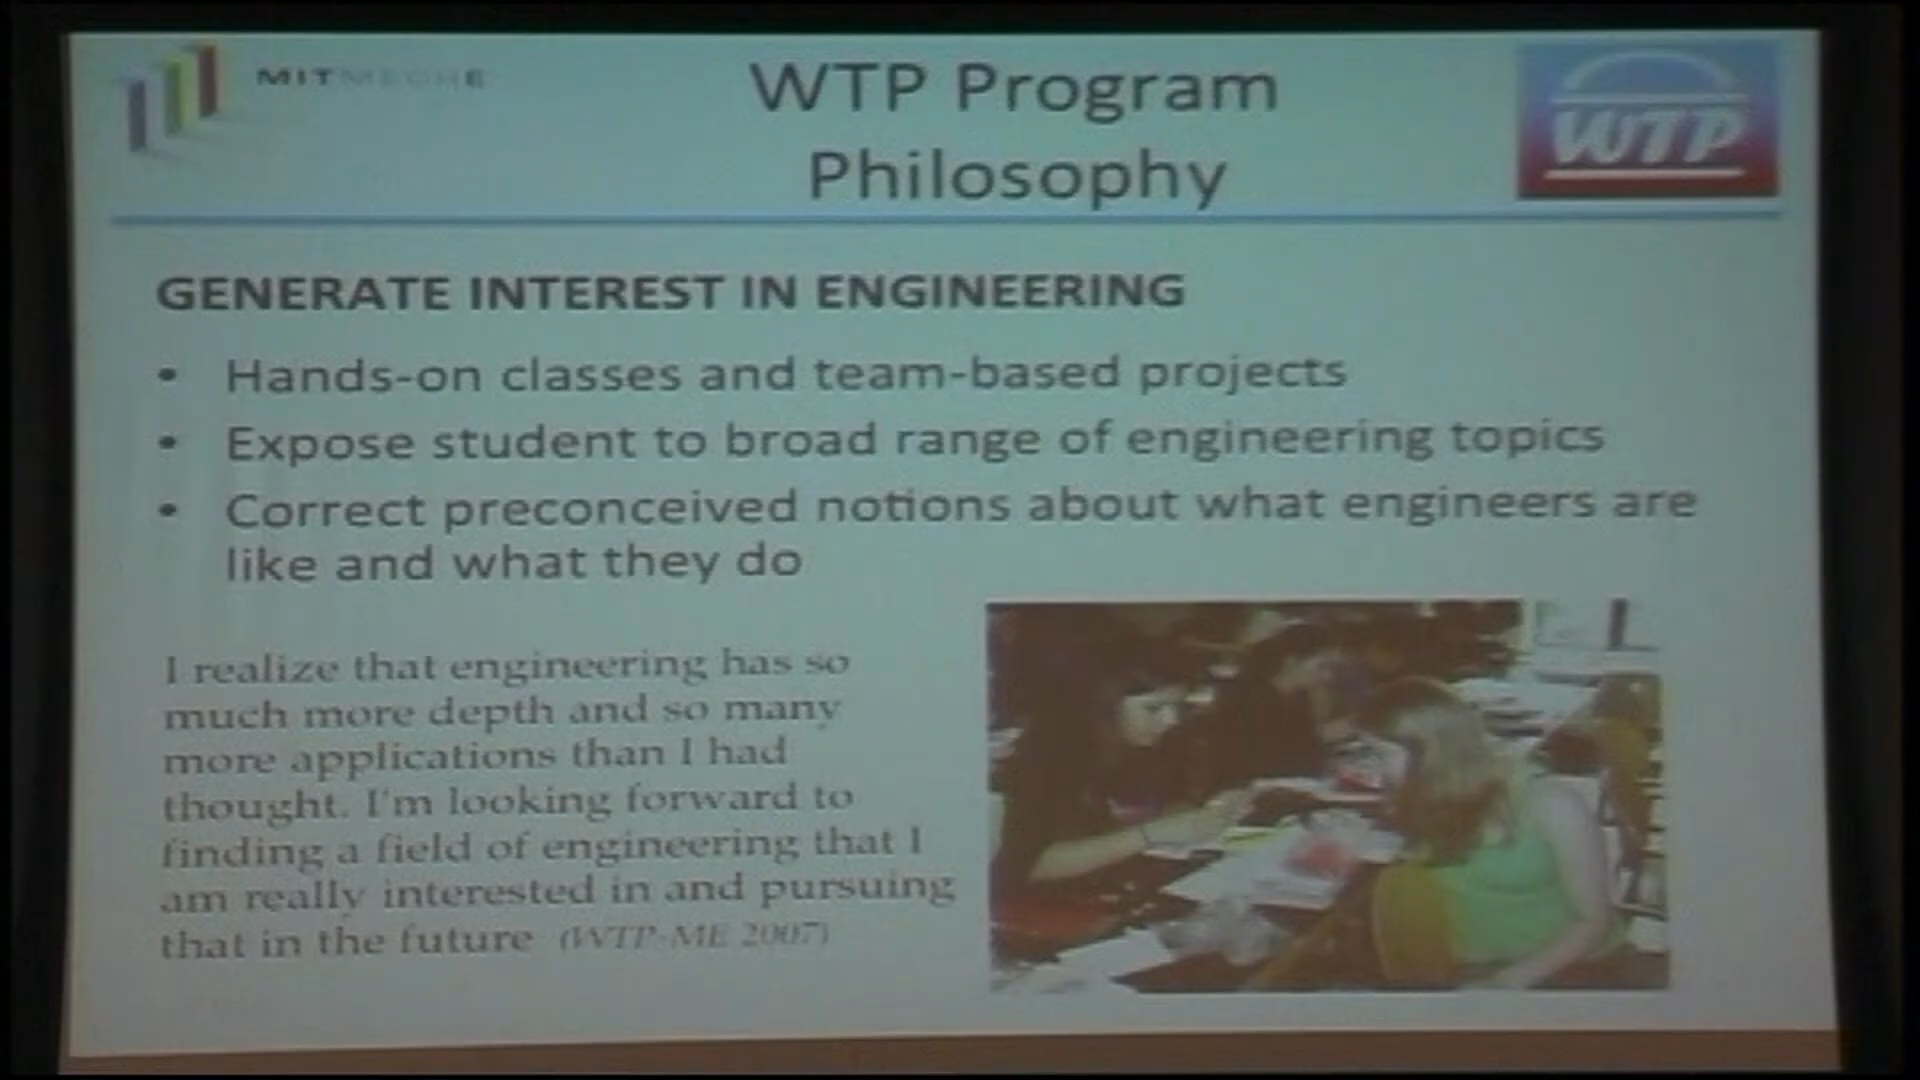 MITMECHE
WTP Program
Philosophy
WTP
GENERATE INTEREST IN ENGINEERING
• Hands-on classes and team-based projects
• Expose student to broad range of engineering topics
• Correct preconceived notions about what engineers are
like and what they do
I realize that engineering has so
much more depth and so many
more applications than I had
thought. I'm looking forward to
finding a field of engineering that I
am really interested in and pursuing
that in the future (WTP-ME 2007)